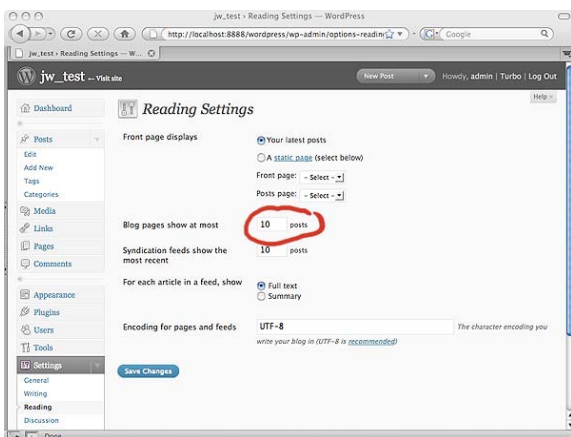 jw_test › Reading Settings — WordPress
http://localhost:8888/wordpress/wp-admin/options-readin
Google
jw_test › Reading Settings — W...
jw_test — Visit site
New Post
Howdy, admin | Turbo | Log Out
Help
Dashboard
Reading Settings
Posts
Edit
Add New
Tags
Categories
Media
Links
Pages
Comments
Appearance
Plugins
Users
Tools
Settings
General
Writing
Reading
Discussion
Front page displays
Your latest posts
A static page (select below)
Front page: – Select –
Posts page: – Select –
Blog pages show at most 10 posts
Syndication feeds show the most recent 10 posts
For each article in a feed, show
Full text
Summary
Encoding for pages and feeds UTF-8 The character encoding you
write your blog in (UTF-8 is recommended)
Save Changes
Done